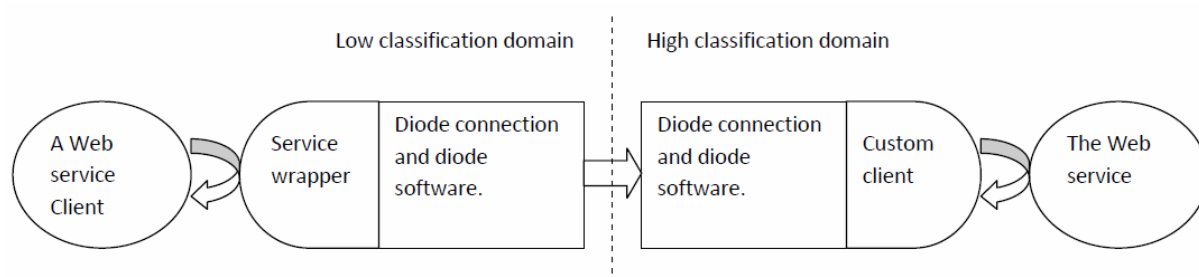 Low classification domain
High classification domain
A Web
service
Client
Service
wrapper
Diode connection
and diode
software.
Diode connection
and diode
software.
Custom
client
The Web
service